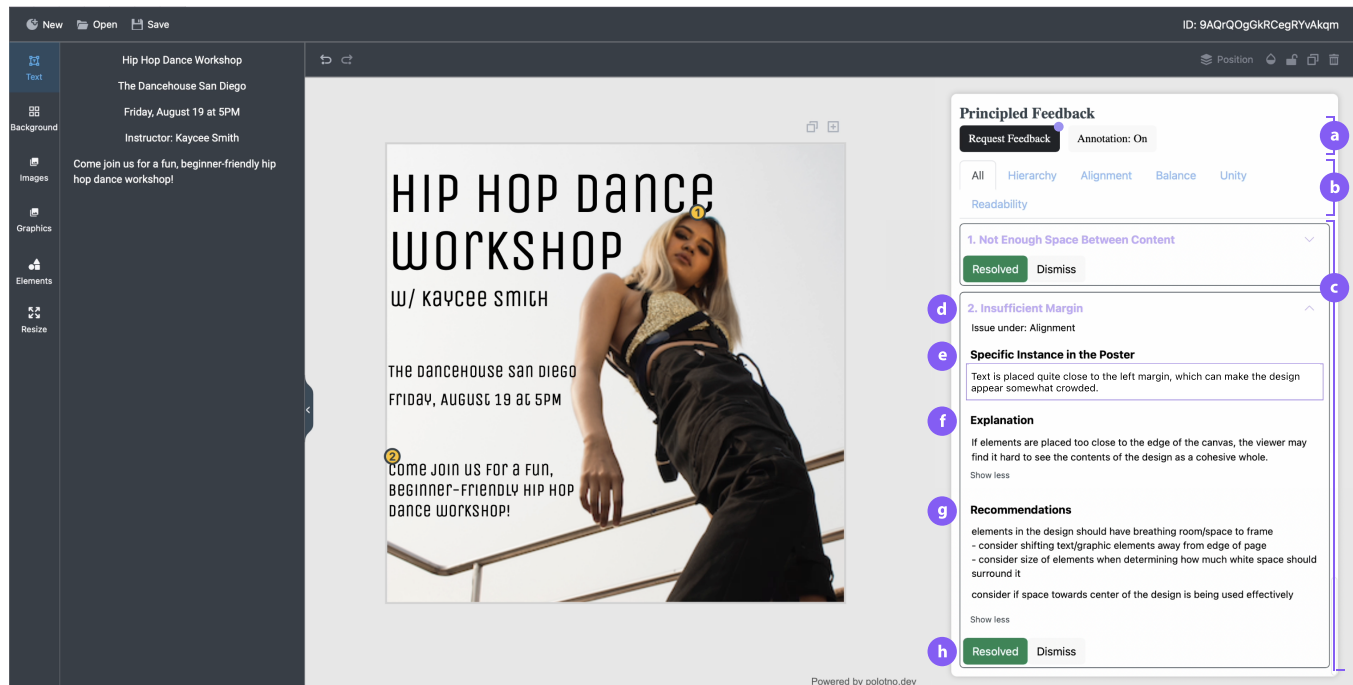 New Open Save
ID: 9AQrQOgGkRCegRYvAkqm
Text
Background
Images
Graphics
Elements
Resize
Hip Hop Dance Workshop
The Dancehouse San Diego
Friday, August 19 at 5PM
Instructor: Kaycee Smith
Come join us for a fun, beginner-friendly hip
hop dance workshop!
Position
HIP HOP Dance
WORKSHOP
W/ Kaycee Smith
The Dancehouse San Diego
Friday, August 19 at 5PM
Come join us for a fun,
beginner-friendly hip hop
dance workshop!
1
2
Powered by polotno.dev
Principled Feedback
Request Feedback Annotation: On
a
All Hierarchy Alignment Balance Unity
Readability
b
1. Not Enough Space Between Content
Resolved Dismiss
c
d
2. Insufficient Margin
Issue under: Alignment
e
Specific Instance in the Poster
Text is placed quite close to the left margin, which can make the design
appear somewhat crowded.
f
Explanation
If elements are placed too close to the edge of the canvas, the viewer may
find it hard to see the contents of the design as a cohesive whole.
Show less
g
Recommendations
elements in the design should have breathing room/space to frame
- consider shifting text/graphic elements away from edge of page
- consider size of elements when determining how much white space should
surround it
consider if space towards center of the design is being used effectively
Show less
h
Resolved Dismiss